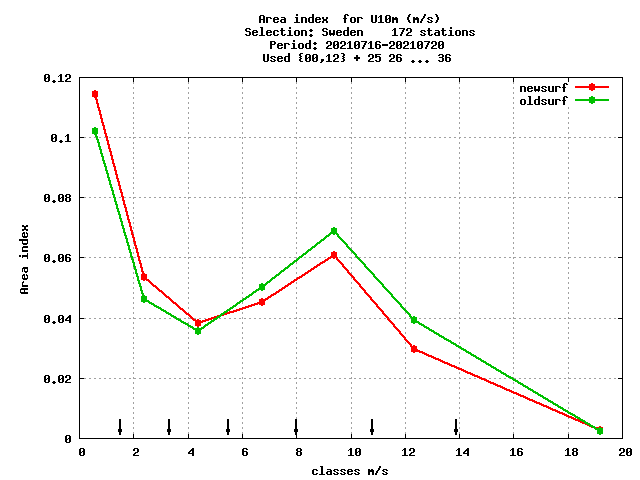 Area index  for U10m (m/s)
Selection: Sweden    172 stations
Period: 20210716-20210720
Used {00,12} + 25 26 ... 36
newsurf
oldsurf
0.12
0.1
0.08
0.06
0.04
0.02
0
Area index
0 2 4 6 8 10 12 14 16 18 20
classes m/s